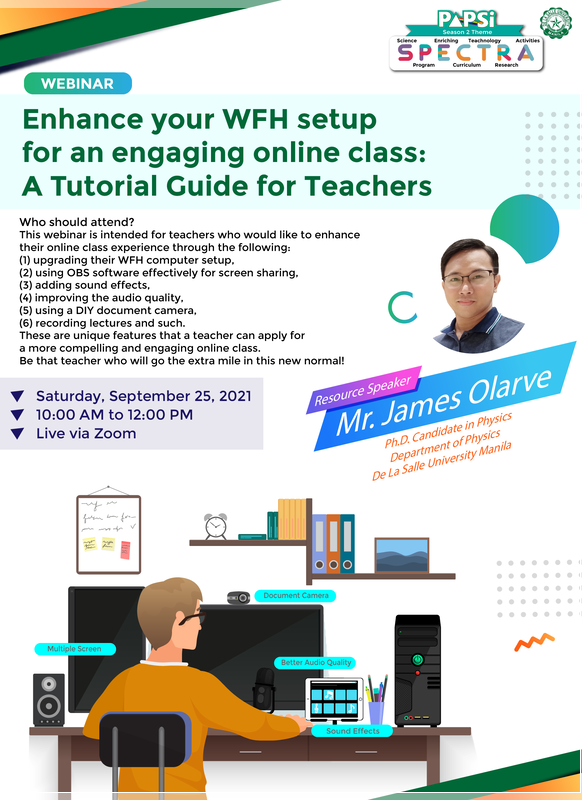 PAPSi
Season 2 Theme
Science Enriching Teachnology Activities
SPECTRA
Program Curriculum Research
WEBINAR
Enhance your WFH setup
for an engaging online class:
A Tutorial Guide for Teachers
Who should attend?
This webinar is intended for teachers who would like to enhance
their online class experience through the following:
(1) upgrading their WFH computer setup,
(2) using OBS software effectively for screen sharing,
(3) adding sound effects,
(4) improving the audio quality,
(5) using a DIY document camera,
(6) recording lectures and such.
These are unique features that a teacher can apply for
a more compelling and engaging online class.
Be that teacher who will go the extra mile in this new normal!
Saturday, September 25, 2021
10:00 AM to 12:00 PM
Live via Zoom
Resource Speaker
Mr. James Olarve
Ph.D. Candidate in Physics
Department of Physics
De La Salle University Manila
Document Camera
Multiple Screen
Better Audio Quality
Sound Effects